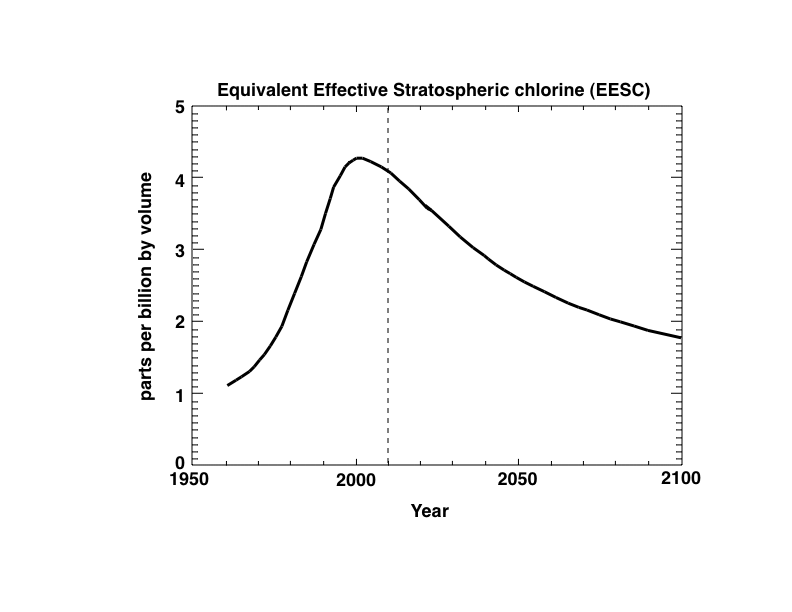 Equivalent Effective Stratospheric chlorine (EESC)
5
4
3
2
1
0
parts per billion by volume
1950 2000 2050 2100
Year